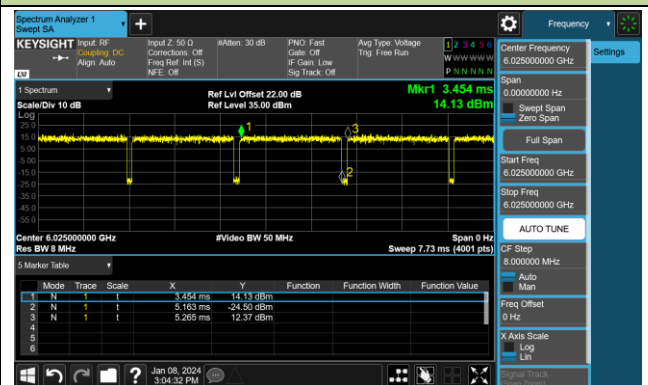 Spectrum Analyzer 1
Swept SA
Frequency
KEYSIGHT
Input: RF
Coupling: DC
Align: Auto
Input Z: 50 Ω
Corrections: Off
Freq Ref: Int (S)
NFE: Off
#Atten: 30 dB
PNO: Fast
Gate: Off
IF Gain: Low
Sig Track: Off
Avg Type: Voltage
Trig: Free Run
1 2 3 4 5 6
W W W W W W
P N N N N N
LXI
Center Frequency
6.025000000 GHz
Settings
Span
0.00000000 Hz
Swept Span
Zero Span
Full Span
Start Freq
6.025000000 GHz
Stop Freq
6.025000000 GHz
AUTO TUNE
CF Step
8.000000 MHz
Auto
Man
Freq Offset
0 Hz
X Axis Scale
Log
Lin
Signal Track
(Span Zoom)
1 Spectrum
Scale/Div 10 dB
Log
Ref Lvl Offset 22.00 dB
Ref Level 35.00 dBm
Mkr1 3.454 ms
14.13 dBm
25.0
15.0
5.00
-5.00
-15.0
-25.0
-35.0
-45.0
-55.0
1
3
2
Center 6.025000000 GHz
Res BW 8 MHz
#Video BW 50 MHz
Span 0 Hz
Sweep 7.73 ms (4001 pts)
5 Marker Table
Mode Trace Scale X Y Function Function Width Function Value
1 N 1 t 3.454 ms 14.13 dBm
2 N 1 t 5.163 ms -24.50 dBm
3 N 1 t 5.265 ms 12.37 dBm
4
5
6
?
Jan 08, 2024
3:04:32 PM